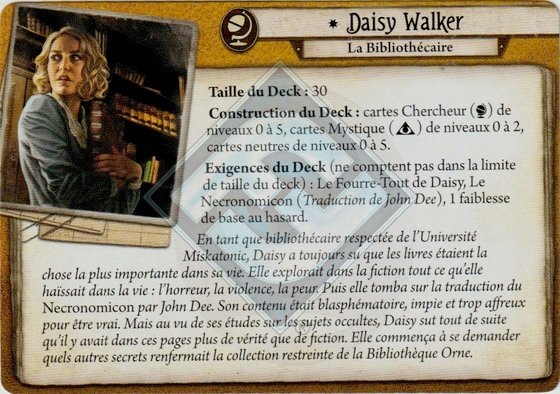 Daisy Walker
La Bibliothécaire
Taille du Deck : 30
Construction du Deck : cartes Chercheur () de
niveaux 0 à 5, cartes Mystique () de niveaux 0 à 2,
cartes neutres de niveaux 0 à 5.
Exigences du Deck (ne comptent pas dans la limite
de taille du deck) : Le Fourre-Tout de Daisy, Le
Necronomicon (Traduction de John Dee), 1 faiblesse
de base au hasard.
En tant que bibliothécaire respectée de l'Université
Miskatonic, Daisy a toujours su que les livres étaient la
chose la plus importante dans sa vie. Elle explorait dans la fiction tout ce qu'elle
haïssait dans la vie : l'horreur, la violence, la peur. Puis elle tomba sur la traduction du
Necronomicon par John Dee. Son contenu était blasphématoire, impie et trop affreux
pour être vrai. Mais au vu de ses études sur les sujets occultes, Daisy sut tout de suite
qu'il y avait dans ces pages plus de vérité que de fiction. Elle commença à se demander
quels autres secrets renfermait la collection restreinte de la Bibliothèque Orne.